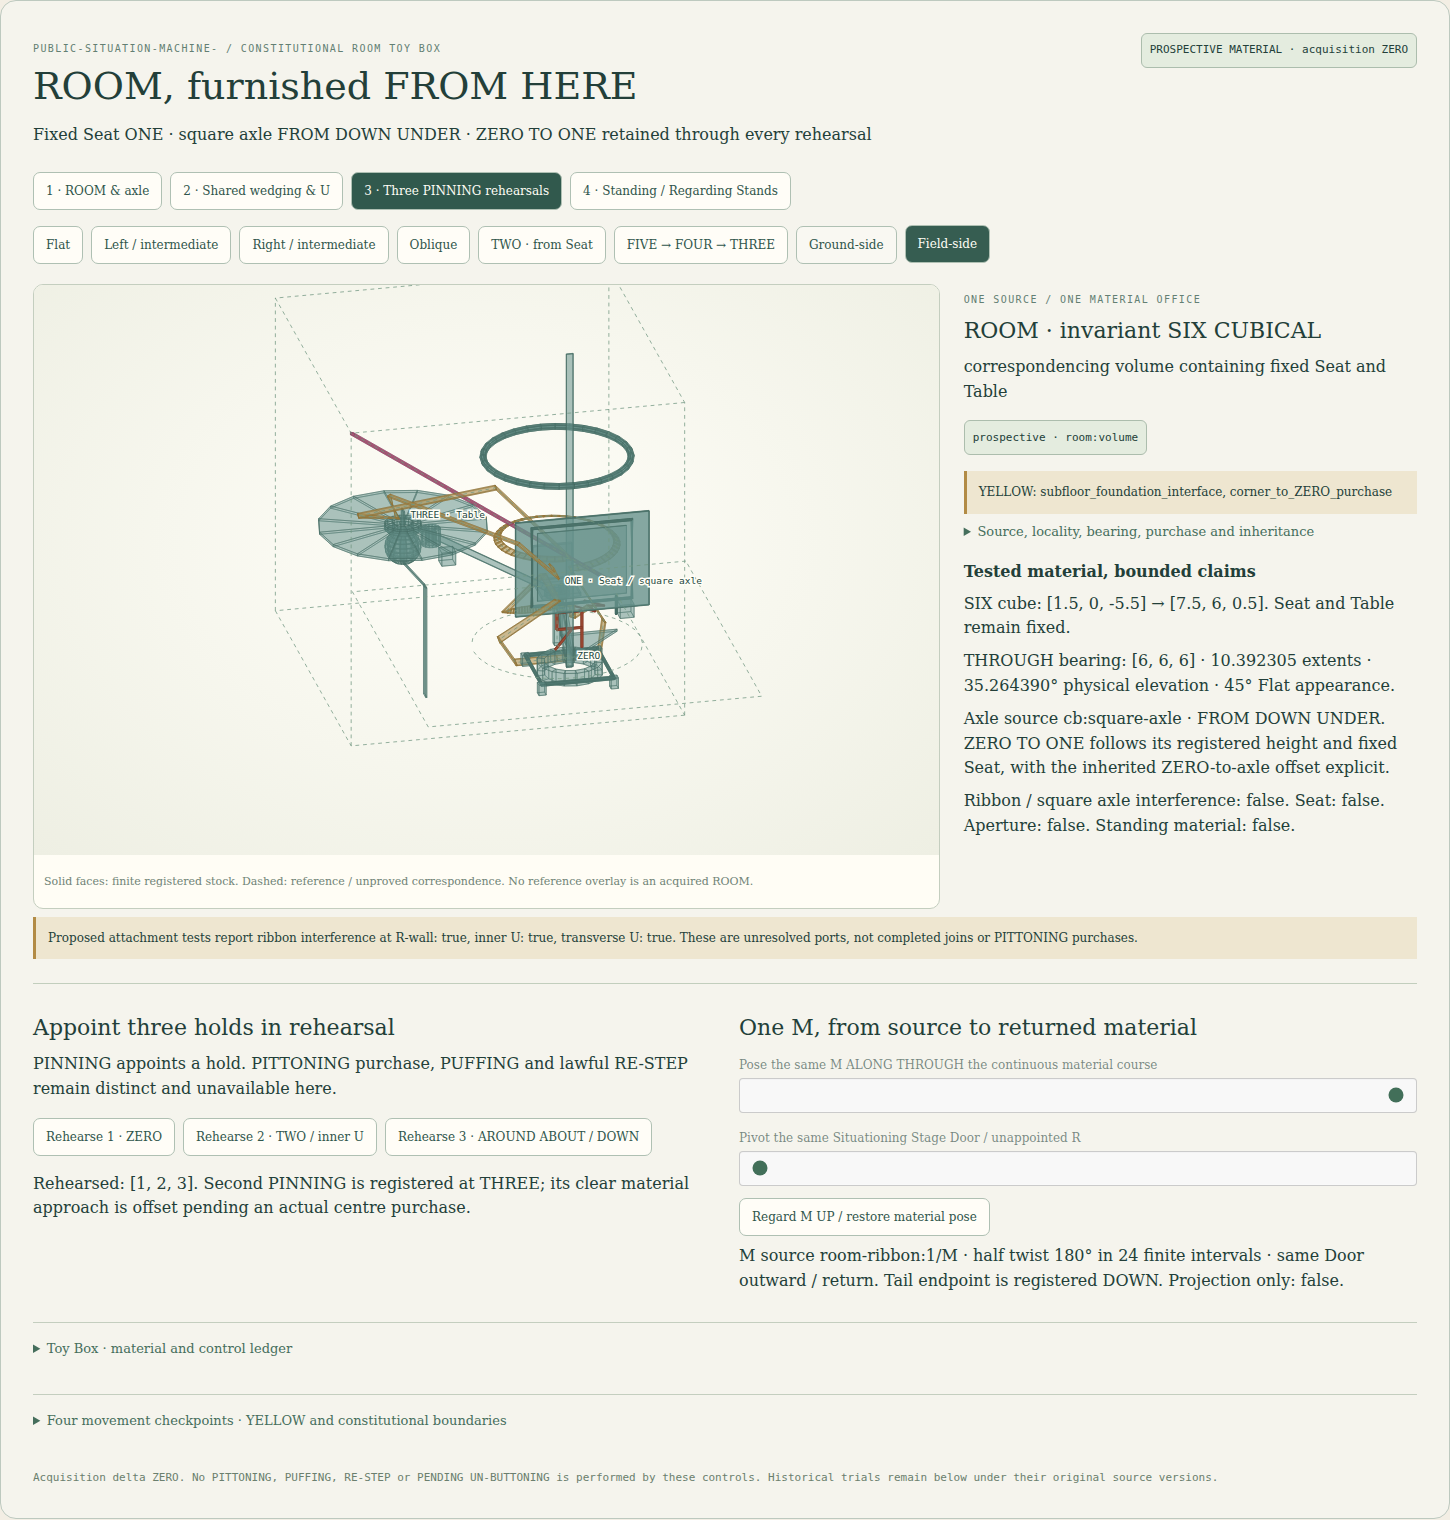 PUBLIC-SITUATION-MACHINE- / CONSTITUTIONAL ROOM TOY BOX
PROSPECTIVE MATERIAL · acquisition ZERO
ROOM, furnished FROM HERE
Fixed Seat ONE · square axle FROM DOWN UNDER · ZERO TO ONE retained through every rehearsal
1 · ROOM & axle
2 · Shared wedging & U
3 · Three PINNING rehearsals
4 · Standing / Regarding Stands
Flat
Left / intermediate
Right / intermediate
Oblique
TWO · from Seat
FIVE → FOUR → THREE
Ground-side
Field-side
THREE · Table
ONE · Seat / square axle
ZERO
Solid faces: finite registered stock. Dashed: reference / unproved correspondence. No reference overlay is an acquired ROOM.
ONE SOURCE / ONE MATERIAL OFFICE
ROOM · invariant SIX CUBICAL
correspondencing volume containing fixed Seat and
Table
prospective · room:volume
YELLOW: subfloor_foundation_interface, corner_to_ZERO_purchase
▶ Source, locality, bearing, purchase and inheritance
Tested material, bounded claims
SIX cube: [1.5, 0, -5.5] → [7.5, 6, 0.5]. Seat and Table
remain fixed.
THROUGH bearing: [6, 6, 6] · 10.392305 extents ·
35.264390° physical elevation · 45° Flat appearance.
Axle source cb:square-axle · FROM DOWN UNDER.
ZERO TO ONE follows its registered height and fixed
Seat, with the inherited ZERO-to-axle offset explicit.
Ribbon / square axle interference: false. Seat: false.
Aperture: false. Standing material: false.
Proposed attachment tests report ribbon interference at R-wall: true, inner U: true, transverse U: true. These are unresolved ports, not completed joins or PITTONING purchases.
Appoint three holds in rehearsal
PINNING appoints a hold. PITTONING purchase, PUFFING and lawful RE-STEP
remain distinct and unavailable here.
Rehearse 1 · ZERO
Rehearse 2 · TWO / inner U
Rehearse 3 · AROUND ABOUT / DOWN
Rehearsed: [1, 2, 3]. Second PINNING is registered at THREE; its clear material
approach is offset pending an actual centre purchase.
One M, from source to returned material
Pose the same M ALONG THROUGH the continuous material course
Pivot the same Situationing Stage Door / unappointed R
Regard M UP / restore material pose
M source room-ribbon:1/M · half twist 180° in 24 finite intervals · same Door
outward / return. Tail endpoint is registered DOWN. Projection only: false.
▶ Toy Box · material and control ledger
▶ Four movement checkpoints · YELLOW and constitutional boundaries
Acquisition delta ZERO. No PITTONING, PUFFING, RE-STEP or PENDING UN-BUTTONING is performed by these controls. Historical trials remain below under their original source versions.